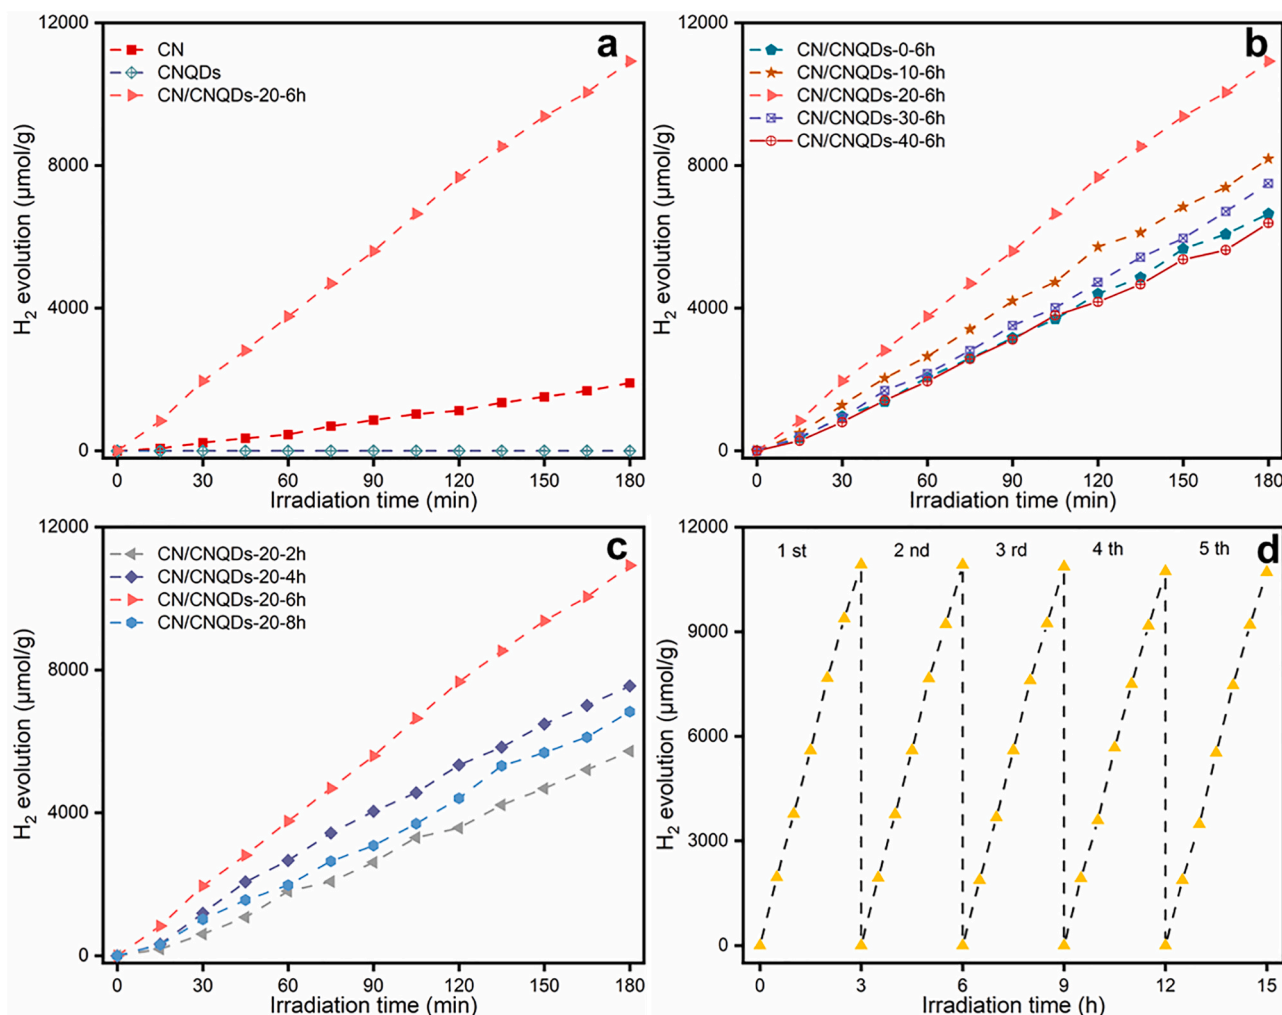 a
12000
8000
4000
0
H2 evolution (μmol/g)
CN
CNQDs
CN/CNQDs-20-6h
0 30 60 90 120 150 180
Irradiation time (min)
b
12000
8000
4000
0
H2 evolution (μmol/g)
CN/CNQDs-0-6h
CN/CNQDs-10-6h
CN/CNQDs-20-6h
CN/CNQDs-30-6h
CN/CNQDs-40-6h
0 30 60 90 120 150 180
Irradiation time (min)
c
12000
8000
4000
0
H2 evolution (μmol/g)
CN/CNQDs-20-2h
CN/CNQDs-20-4h
CN/CNQDs-20-6h
CN/CNQDs-20-8h
0 30 60 90 120 150 180
Irradiation time (min)
d
12000
9000
6000
3000
0
H2 evolution (μmol/g)
1 st 2 nd 3 rd 4 th 5 th
0 3 6 9 12 15
Irradiation time (h)